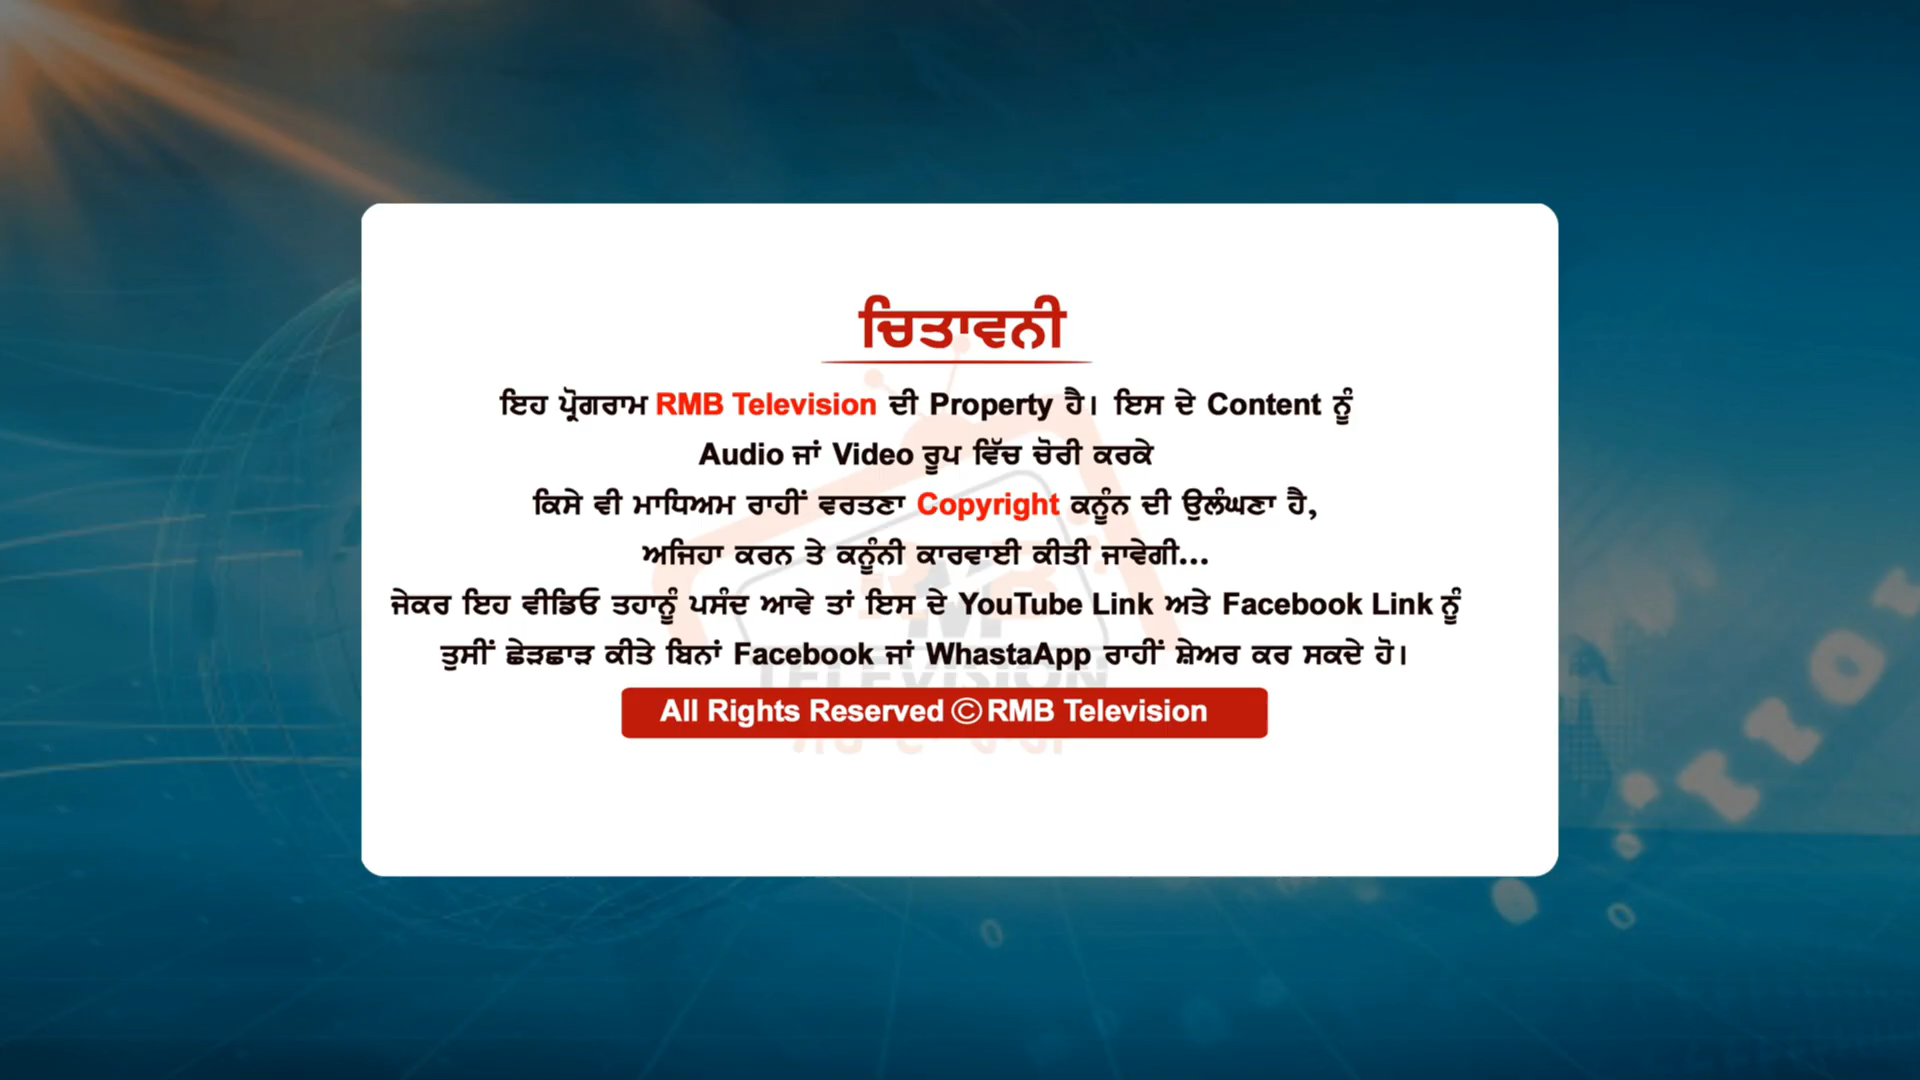 ਚਿਤਾਵਨੀ
ਇਹ ਪ੍ਰੋਗਰਾਮ RMB Television ਦੀ Property ਹੈ। ਇਸ ਦੇ Content ਨੂੰ
Audio ਜਾਂ Video ਰੂਪ ਵਿੱਚ ਚੋਰੀ ਕਰਕੇ
ਕਿਸੇ ਵੀ ਮਾਧਿਅਮ ਰਾਹੀਂ ਵਰਤਣਾ Copyright ਕਨੂੰਨ ਦੀ ਉਲੰਘਣਾ ਹੈ,
ਅਜਿਹਾ ਕਰਨ ਤੇ ਕਨੂੰਨੀ ਕਾਰਵਾਈ ਕੀਤੀ ਜਾਵੇਗੀ...
ਜੇਕਰ ਇਹ ਵੀਡਿਓ ਤਹਾਨੂੰ ਪਸੰਦ ਆਵੇ ਤਾਂ ਇਸ ਦੇ YouTube Link ਅਤੇ Facebook Link ਨੂੰ
ਤੁਸੀਂ ਛੇੜਛਾੜ ਕੀਤੇ ਬਿਨਾਂ Facebook ਜਾਂ WhastaApp ਰਾਹੀਂ ਸ਼ੇਅਰ ਕਰ ਸਕਦੇ ਹੋ।
TELEVISION
All Rights Reserved © RMB Television